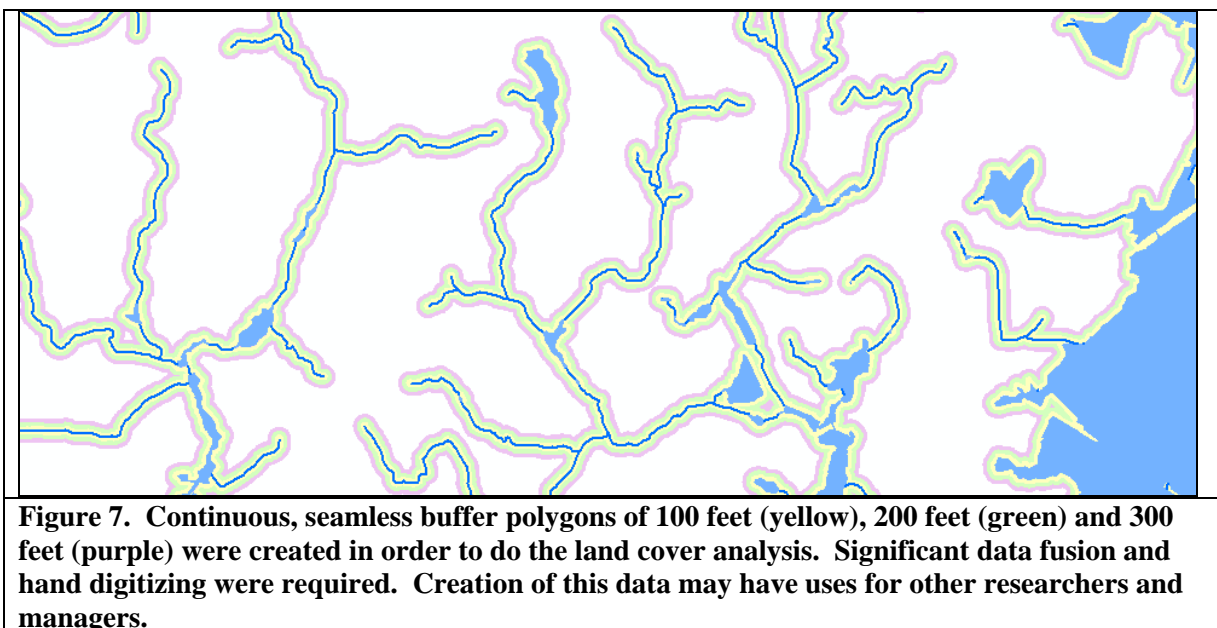 Figure 7.  Continuous, seamless buffer polygons of 100 feet (yellow), 200 feet (green) and 300
feet (purple) were created in order to do the land cover analysis.  Significant data fusion and
hand digitizing were required.  Creation of this data may have uses for other researchers and
managers.